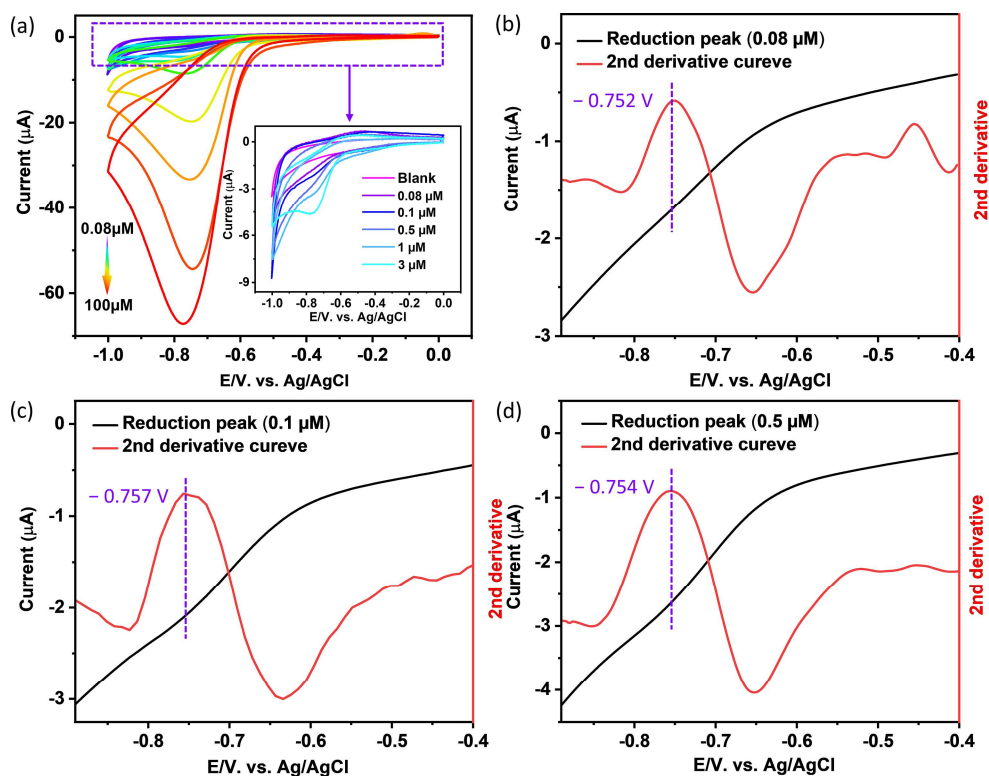 (a)
0
-20
-40
-60
Current (μA)
0.08μM
100μM
-1.0 -0.8 -0.6 -0.4 -0.2 0.0
E/V. vs. Ag/AgCl
0
-3
-6
-9
Current (μA)
Blank
0.08 μM
0.1 μM
0.5 μM
1 μM
3 μM
-1.0 -0.8 -0.6 -0.4 -0.2 0.0
E/V. vs. Ag/AgCl
(b)
Reduction peak (0.08 μM)
2nd derivative cureve
− 0.752 V
0
-1
-2
-3
Current (μA)
2nd derivative
-0.8 -0.7 -0.6 -0.5 -0.4
E/V. vs. Ag/AgCl
(c)
Reduction peak (0.1 μM)
2nd derivative cureve
− 0.757 V
0
-1
-2
-3
Current (μA)
2nd derivative
-0.8 -0.7 -0.6 -0.5 -0.4
E/V. vs. Ag/AgCl
(d)
Reduction peak (0.5 μM)
2nd derivative cureve
− 0.754 V
0
-1
-2
-3
-4
Current (μA)
2nd derivative
-0.8 -0.7 -0.6 -0.5 -0.4
E/V. vs. Ag/AgCl